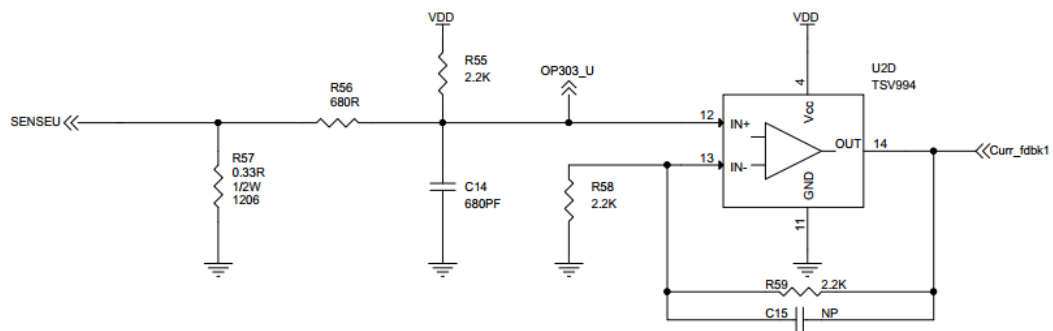 VDD
VDD
R55
2.2K
OP303_U
U2D
TSV994
R56
680R
4
Vcc
SENSEU
12
IN+
OUT
14
Curr_fdbk1
13
IN-
R57
0.33R
1/2W
1206
C14
680PF
R58
2.2K
GND
11
R59
2.2K
C15
NP